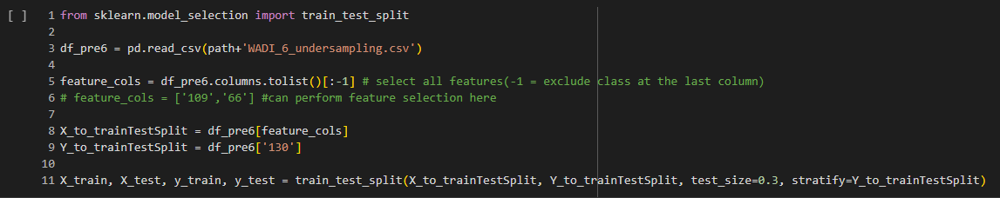 [ ] 1 from sklearn.model_selection import train_test_split
2
3 df_pre6 = pd.read_csv(path+'WADI_6_undersampling.csv')
4
5 feature_cols = df_pre6.columns.tolist()[:-1] # select all features(-1 = exclude class at the last column)
6 # feature_cols = ['109','66'] #can perform feature selection here
7
8 X_to_trainTestSplit = df_pre6[feature_cols]
9 Y_to_trainTestSplit = df_pre6['130']
10
11 X_train, X_test, y_train, y_test = train_test_split(X_to_trainTestSplit, Y_to_trainTestSplit, test_size=0.3, stratify=Y_to_trainTestSplit)